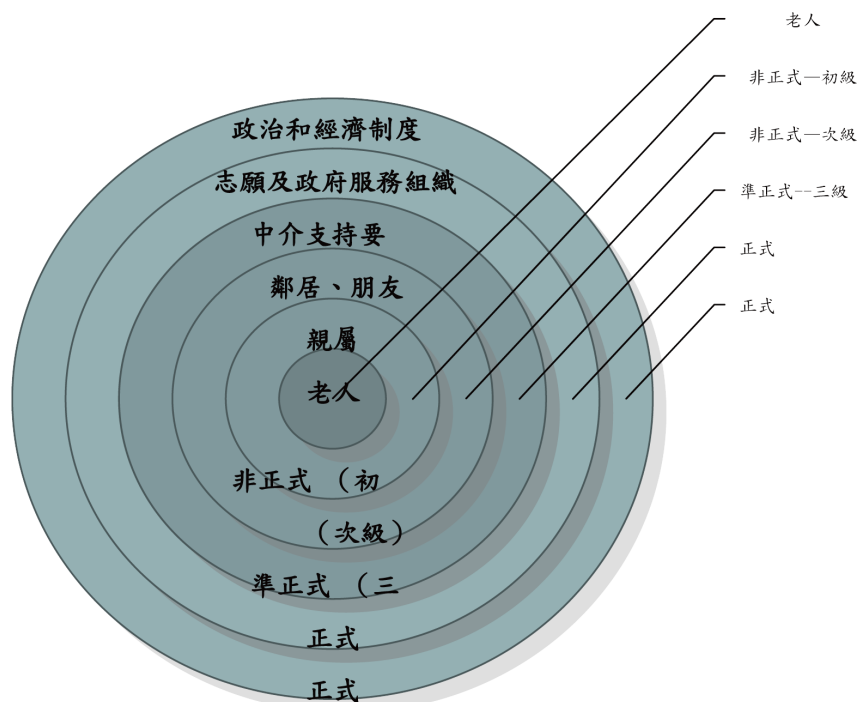 老人
非正式—初級
非正式—次級
準正式--三級
正式
正式
政治和經濟制度
志願及政府服務組織
中介支持要
鄰居、朋友
親屬
老人
非正式 （初
（次級）
準正式 （三
正式
正式